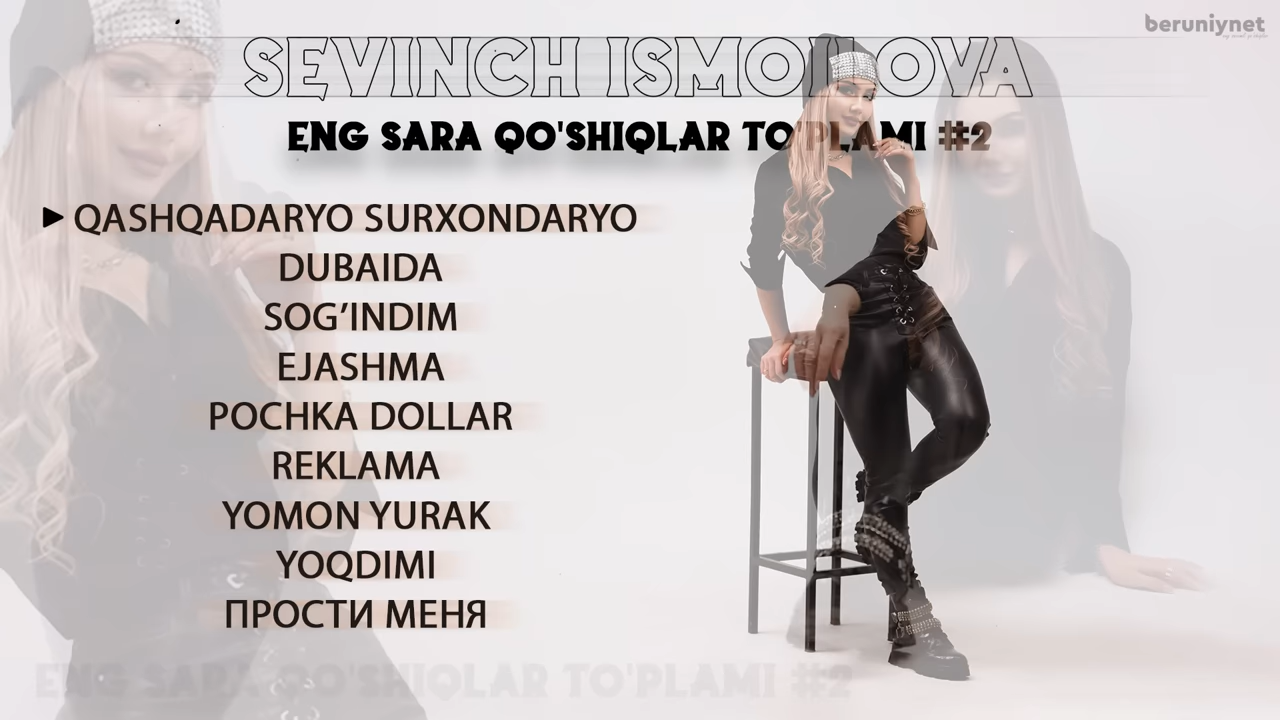 beruniynet
SEVINCH ISMOILOVA
ENG SARA QO'SHIQLAR TO'PLAMI #2
QASHQADARYO SURXONDARYO
DUBAIDA
SOG’INDIM
EJASHMA
POCHKA DOLLAR
REKLAMA
YOMON YURAK
YOQDIMI
ПРОСТИ МЕНЯ
ENG SARA QO'SHIQLAR TO'PLAMI #2